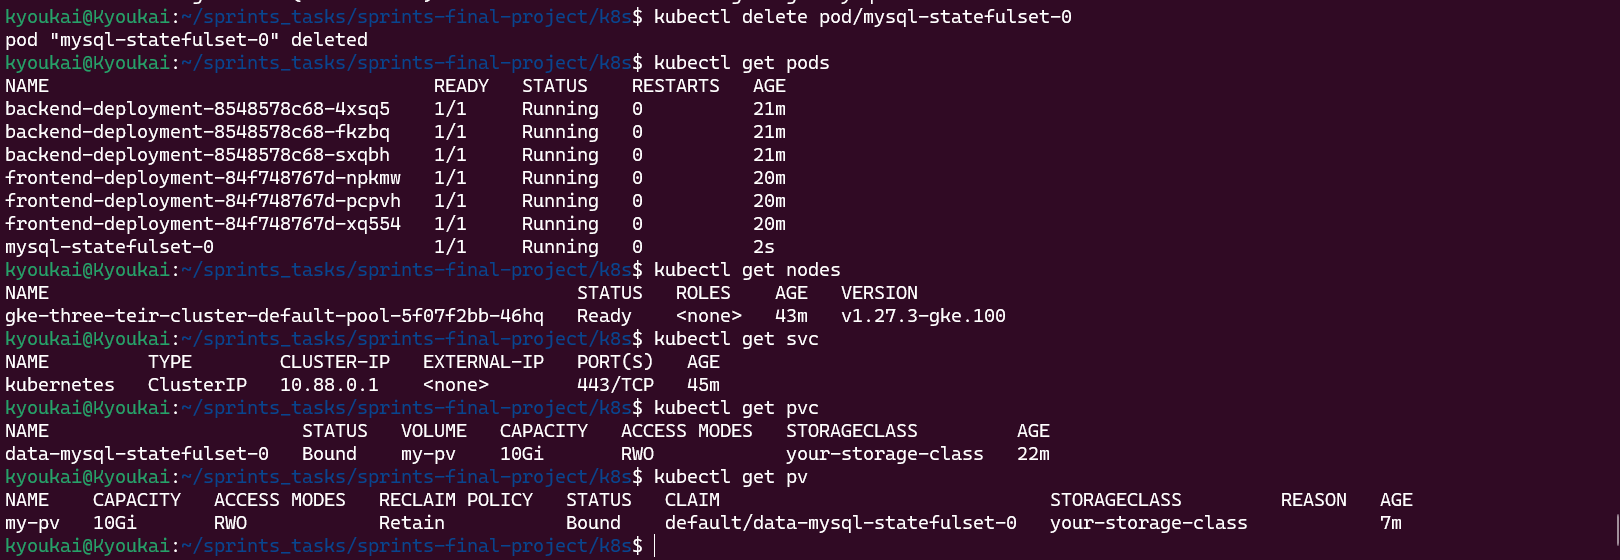 kyoukai@Kyoukai:~/sprints_tasks/sprints-final-project/k8s$ kubectl delete pod/mysql-statefulset-0
pod "mysql-statefulset-0" deleted
kyoukai@Kyoukai:~/sprints_tasks/sprints-final-project/k8s$ kubectl get pods
NAME                                   READY   STATUS    RESTARTS   AGE
backend-deployment-8548578c68-4xsq5    1/1     Running   0          21m
backend-deployment-8548578c68-fkzbq    1/1     Running   0          21m
backend-deployment-8548578c68-sxqbh    1/1     Running   0          21m
frontend-deployment-84f748767d-npkmw   1/1     Running   0          20m
frontend-deployment-84f748767d-pcpvh   1/1     Running   0          20m
frontend-deployment-84f748767d-xq554   1/1     Running   0          20m
mysql-statefulset-0                    1/1     Running   0          2s
kyoukai@Kyoukai:~/sprints_tasks/sprints-final-project/k8s$ kubectl get nodes
NAME                                                STATUS   ROLES    AGE   VERSION
gke-three-teir-cluster-default-pool-5f07f2bb-46hq   Ready    <none>   43m   v1.27.3-gke.100
kyoukai@Kyoukai:~/sprints_tasks/sprints-final-project/k8s$ kubectl get svc
NAME         TYPE        CLUSTER-IP   EXTERNAL-IP   PORT(S)   AGE
kubernetes   ClusterIP   10.88.0.1    <none>        443/TCP   45m
kyoukai@Kyoukai:~/sprints_tasks/sprints-final-project/k8s$ kubectl get pvc
NAME                       STATUS   VOLUME   CAPACITY   ACCESS MODES   STORAGECLASS         AGE
data-mysql-statefulset-0   Bound    my-pv    10Gi       RWO            your-storage-class   22m
kyoukai@Kyoukai:~/sprints_tasks/sprints-final-project/k8s$ kubectl get pv
NAME    CAPACITY   ACCESS MODES   RECLAIM POLICY   STATUS   CLAIM                              STORAGECLASS         REASON   AGE
my-pv   10Gi       RWO            Retain           Bound    default/data-mysql-statefulset-0   your-storage-class            7m
kyoukai@Kyoukai:~/sprints_tasks/sprints-final-project/k8s$